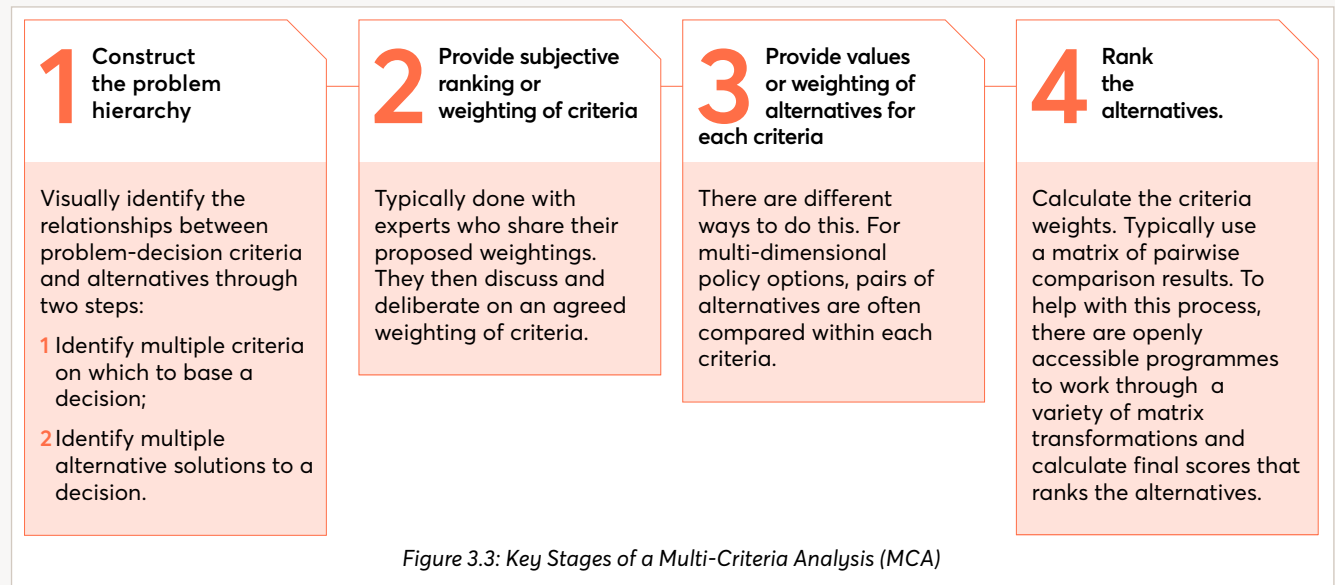 1 Construct
the problem
hierarchy
Visually identify the
relationships between
problem-decision criteria
and alternatives through
two steps:
1 Identify multiple criteria
on which to base a
decision;
2 Identify multiple
alternative solutions to a
decision.
2 Provide subjective
ranking or
weighting of criteria
Typically done with
experts who share their
proposed weightings.
They then discuss and
deliberate on an agreed
weighting of criteria.
3 Provide values
or weighting of
alternatives for
each criteria
There are different
ways to do this. For
multi-dimensional
policy options, pairs of
alternatives are often
compared within each
criteria.
4 Rank
the
alternatives.
Calculate the criteria
weights. Typically use
a matrix of pairwise
comparison results. To
help with this process,
there are openly
accessible programmes
to work through a
variety of matrix
transformations and
calculate final scores that
ranks the alternatives.
Figure 3.3: Key Stages of a Multi-Criteria Analysis (MCA)